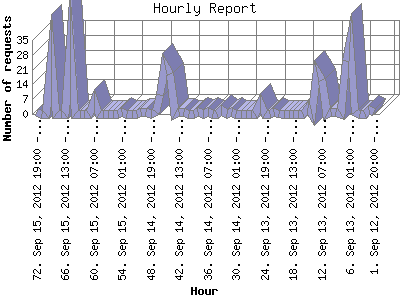 Hourly Report
Number of requests
35
28
21
14
7
0
72. Sep 15, 2012 19:00 -...
66. Sep 15, 2012 13:00 -...
60. Sep 15, 2012 07:00 -...
54. Sep 15, 2012 01:00 -...
48. Sep 14, 2012 19:00 -...
42. Sep 14, 2012 13:00 -...
36. Sep 14, 2012 07:00 -...
30. Sep 14, 2012 01:00 -...
24. Sep 13, 2012 19:00 -...
18. Sep 13, 2012 13:00 -...
12. Sep 13, 2012 07:00 -...
6. Sep 13, 2012 01:00 -...
1. Sep 12, 2012 20:00 -...
Hour